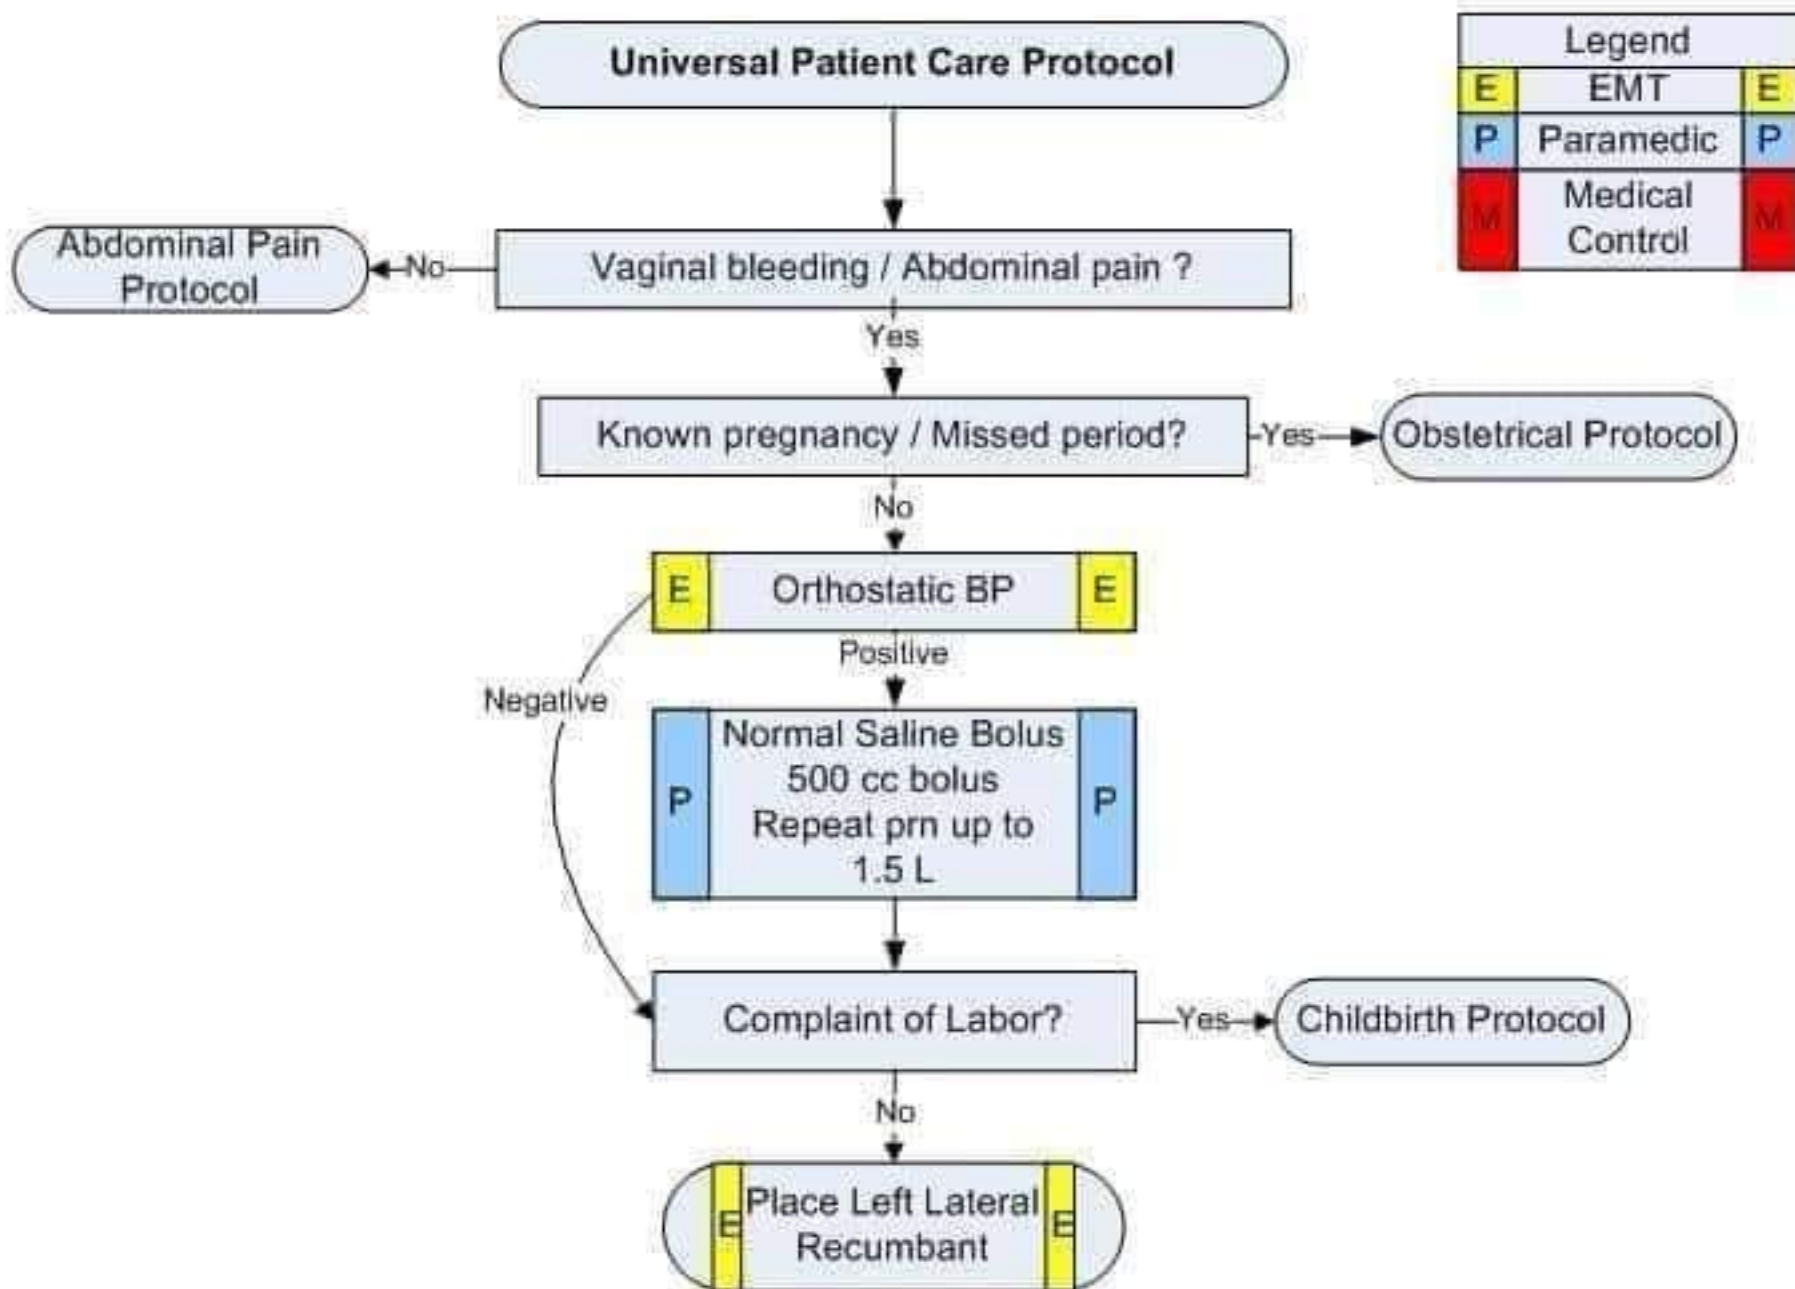 Universal Patient Care Protocol
Legend
E EMT E
P Paramedic P
M Medical M
Control
Abdominal Pain
Protocol
No
Vaginal bleeding / Abdominal pain ?
Yes
Known pregnancy / Missed period?
Yes
Obstetrical Protocol
No
E Orthostatic BP E
Positive
Negative
P Normal Saline Bolus P
500 cc bolus
Repeat prn up to
1.5 L
Complaint of Labor?
Yes
Childbirth Protocol
No
E Place Left Lateral E
Recumbant